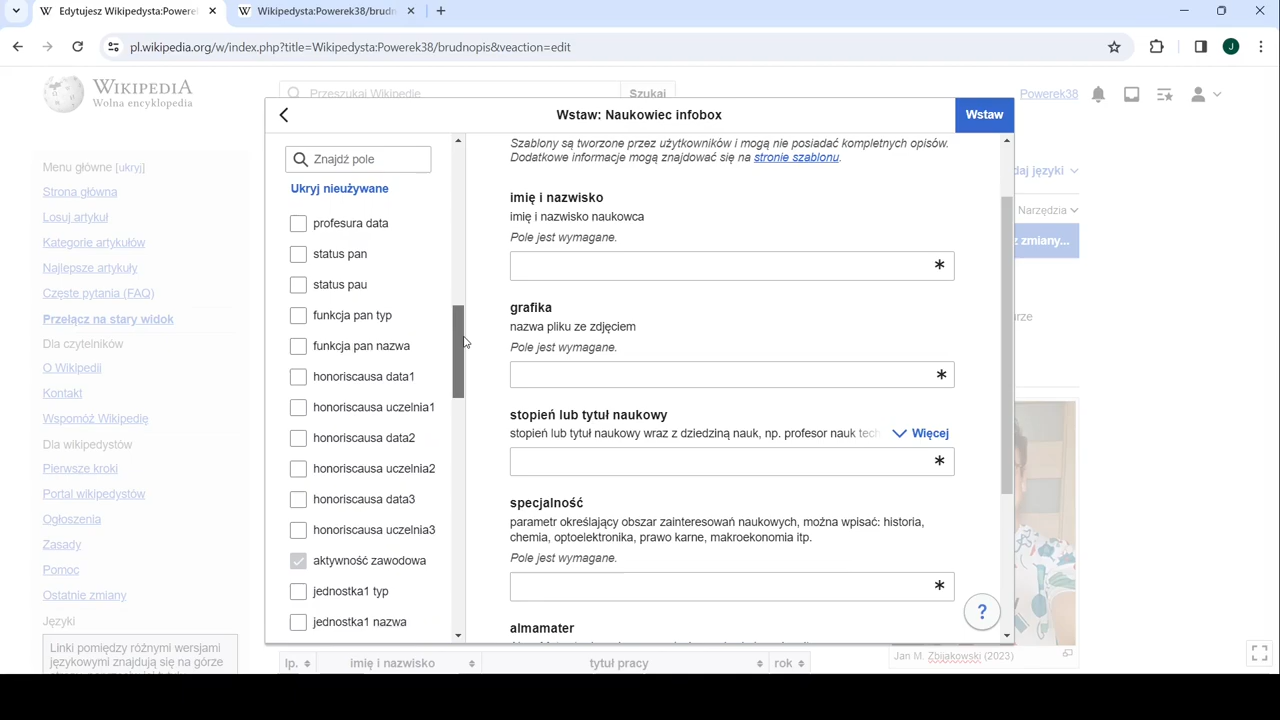 Edytujesz Wikipedysta:Powerek
Wikipedysta:Powerek38/brudn
pl.wikipedia.org/w/index.php?title=Wikipedysta:Powerek38/brudnopis&veaction=edit
J
WIKIPEDIA
Wolna encyklopedia
Przeszukaj Wikipedię
Szukaj
Powerek38
Menu główne [ukryj]
Strona główna
Losuj artykuł
Kategorie artykułów
Najlepsze artykuły
Częste pytania (FAQ)
Przełącz na stary widok
Dla czytelników
O Wikipedii
Kontakt
Wspomóż Wikipedię
Dla wikipedystów
Pierwsze kroki
Portal wikipedystów
Ogłoszenia
Zasady
Pomoc
Ostatnie zmiany
Języki
Linki pomiędzy różnymi wersjami
językowymi znajdują się na górze
Wstaw: Naukowiec infobox
Wstaw
Znajdź pole
Ukryj nieużywane
profesura data
status pan
status pau
funkcja pan typ
funkcja pan nazwa
honoriscausa data1
honoriscausa uczelnia1
honoriscausa data2
honoriscausa uczelnia2
honoriscausa data3
honoriscausa uczelnia3
aktywność zawodowa
jednostka1 typ
jednostka1 nazwa
Szablony są tworzone przez użytkowników i mogą nie posiadać kompletnych opisów.
Dodatkowe informacje mogą znajdować się na stronie szablonu.
imię i nazwisko
imię i nazwisko naukowca
Pole jest wymagane.
*
grafika
nazwa pliku ze zdjęciem
Pole jest wymagane.
*
stopień lub tytuł naukowy
stopień lub tytuł naukowy wraz z dziedziną nauk, np. profesor nauk tech
Więcej
*
specjalność
parametr określający obszar zainteresowań naukowych, można wpisać: historia,
chemia, optoelektronika, prawo karne, makroekonomia itp.
Pole jest wymagane.
*
?
almamater
daj języki
Narzędzia
z zmiany...
rze
Jan M. Zbijakowski (2023)
lp.
imię i nazwisko
tytuł pracy
rok